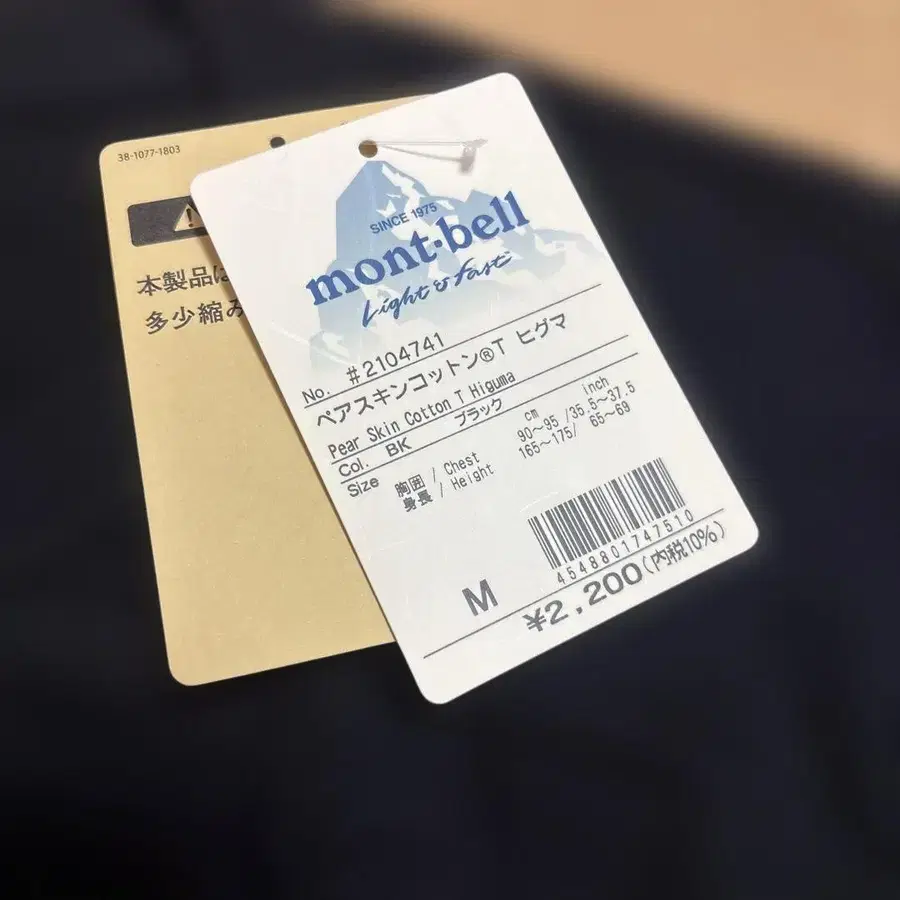 38-1077-1803
本製品は
多少縮み
SINCE 1975
mont·bell
Light & Fast
No. #2104741
ペアスキンコットン®T ヒグマ
Pear Skin Cotton T Higuma
Col. BK ブラック
Size
cm inch
胸囲 / Chest 90~95 /35.5~37.5
身長 / Height 165~175/ 65~69
4548801747510
M
¥2,200(内税10%)